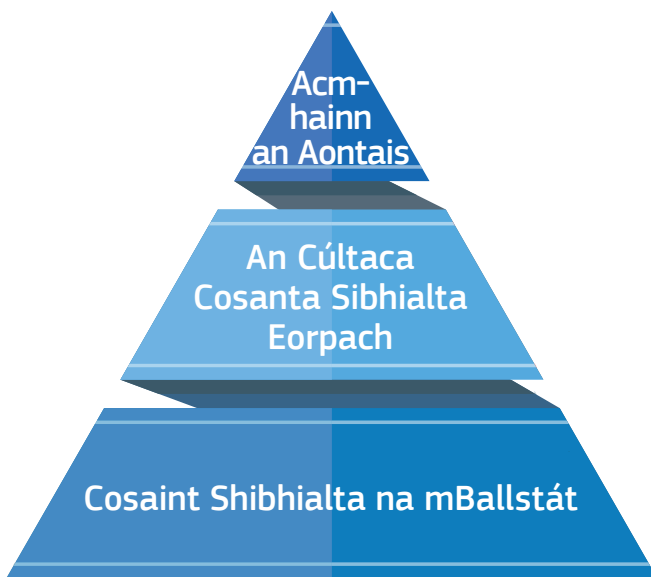 Acm-
hainn
an Aontais
An Cúltaca
Cosanta Sibhialta
Eorpach
Cosaint Shibhialta na mBallstát